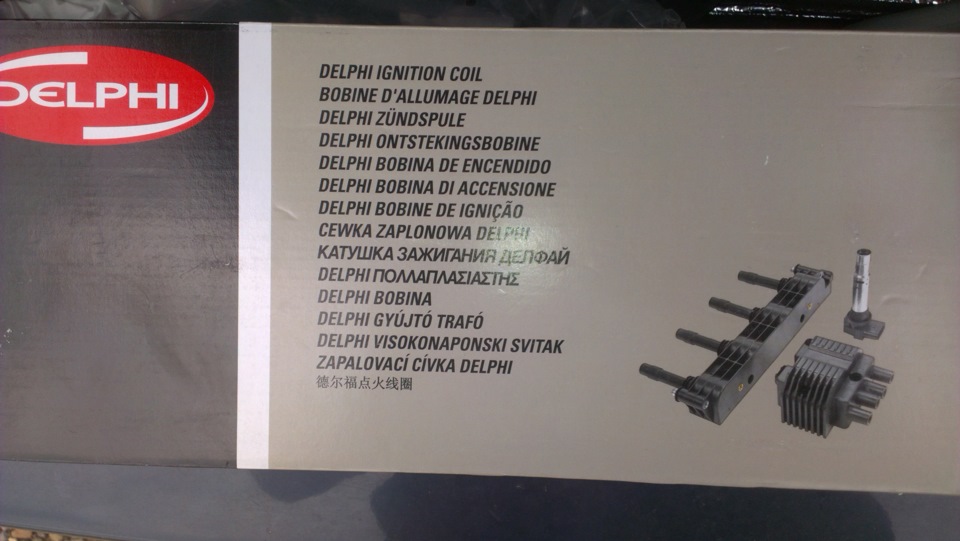 DELPHI
DELPHI IGNITION COIL
BOBINE D'ALLUMAGE DELPHI
DELPHI ZÜNDSPULE
DELPHI ONTSTEKINGSBOBINE
DELPHI BOBINA DE ENCENDIDO
DELPHI BOBINA DI ACCENSIONE
DELPHI BOBINE DE IGNIÇÃO
CEWKA ZAPLONOWA DELPHI
КАТУШКА ЗАЖИГАНИЯ ДЕЛФАЙ
DELPHI ΠΟΛΛΑΠΛΑΣΙΑΣΤΗΣ
DELPHI BOBINA
DELPHI GYÚJTÓ TRAFÓ
DELPHI VISOKONAPONSKI SVITAK
ZAPALOVACÍ CÍVKA DELPHI
德尔福点火线圈